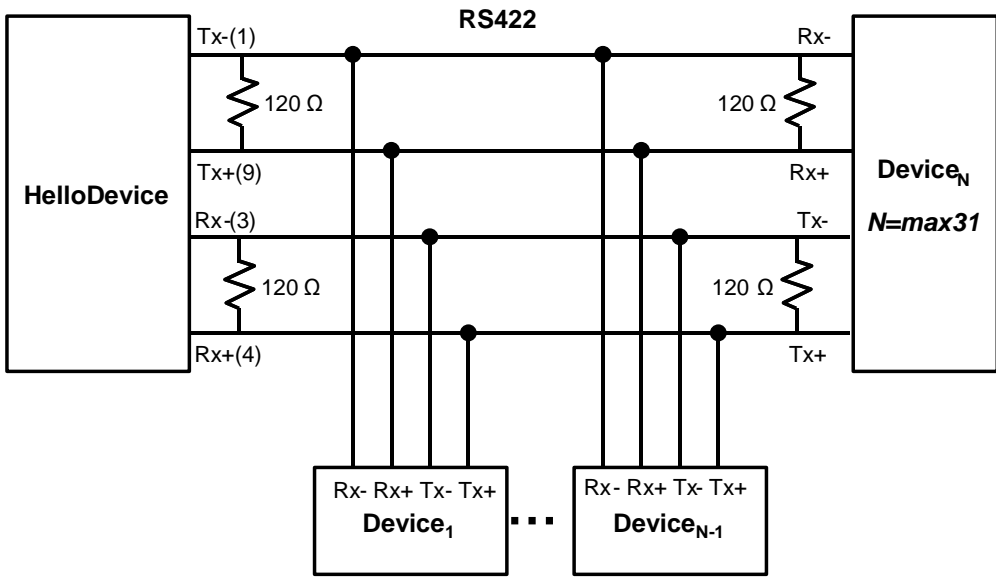 RS422
Tx-(1)
Rx-
120 Ω
120 Ω
Tx+(9)
Rx+
HelloDevice
DeviceN
N=max31
Rx-(3)
Tx-
120 Ω
120 Ω
Rx+(4)
Tx+
Rx- Rx+ Tx- Tx+
Device1
...
Rx- Rx+ Tx- Tx+
DeviceN-1